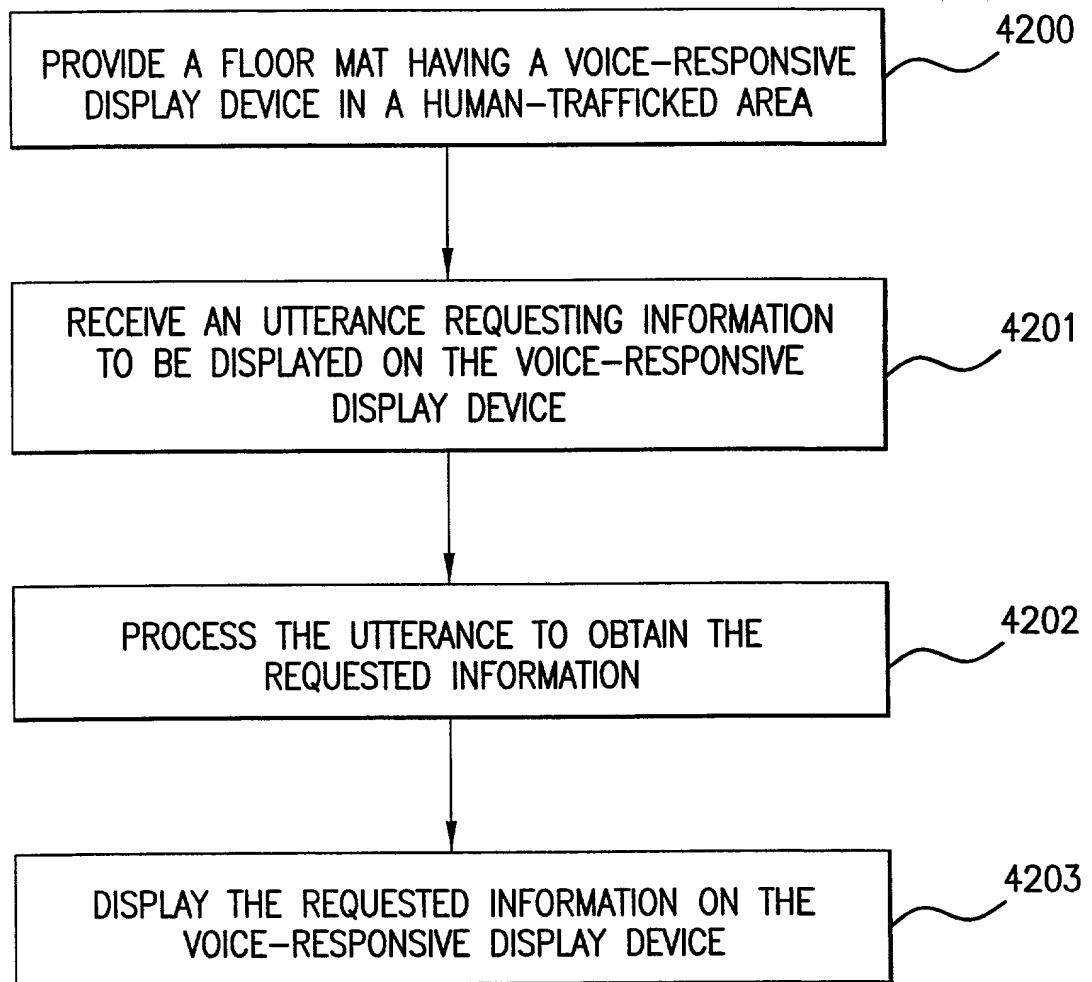 PROVIDE A FLOOR MAT HAVING A VOICE-RESPONSIVE
DISPLAY DEVICE IN A HUMAN-TRAFFICKED AREA
4200
RECEIVE AN UTTERANCE REQUESTING INFORMATION
TO BE DISPLAYED ON THE VOICE-RESPONSIVE
DISPLAY DEVICE
4201
PROCESS THE UTTERANCE TO OBTAIN THE
REQUESTED INFORMATION
4202
DISPLAY THE REQUESTED INFORMATION ON THE
VOICE-RESPONSIVE DISPLAY DEVICE
4203